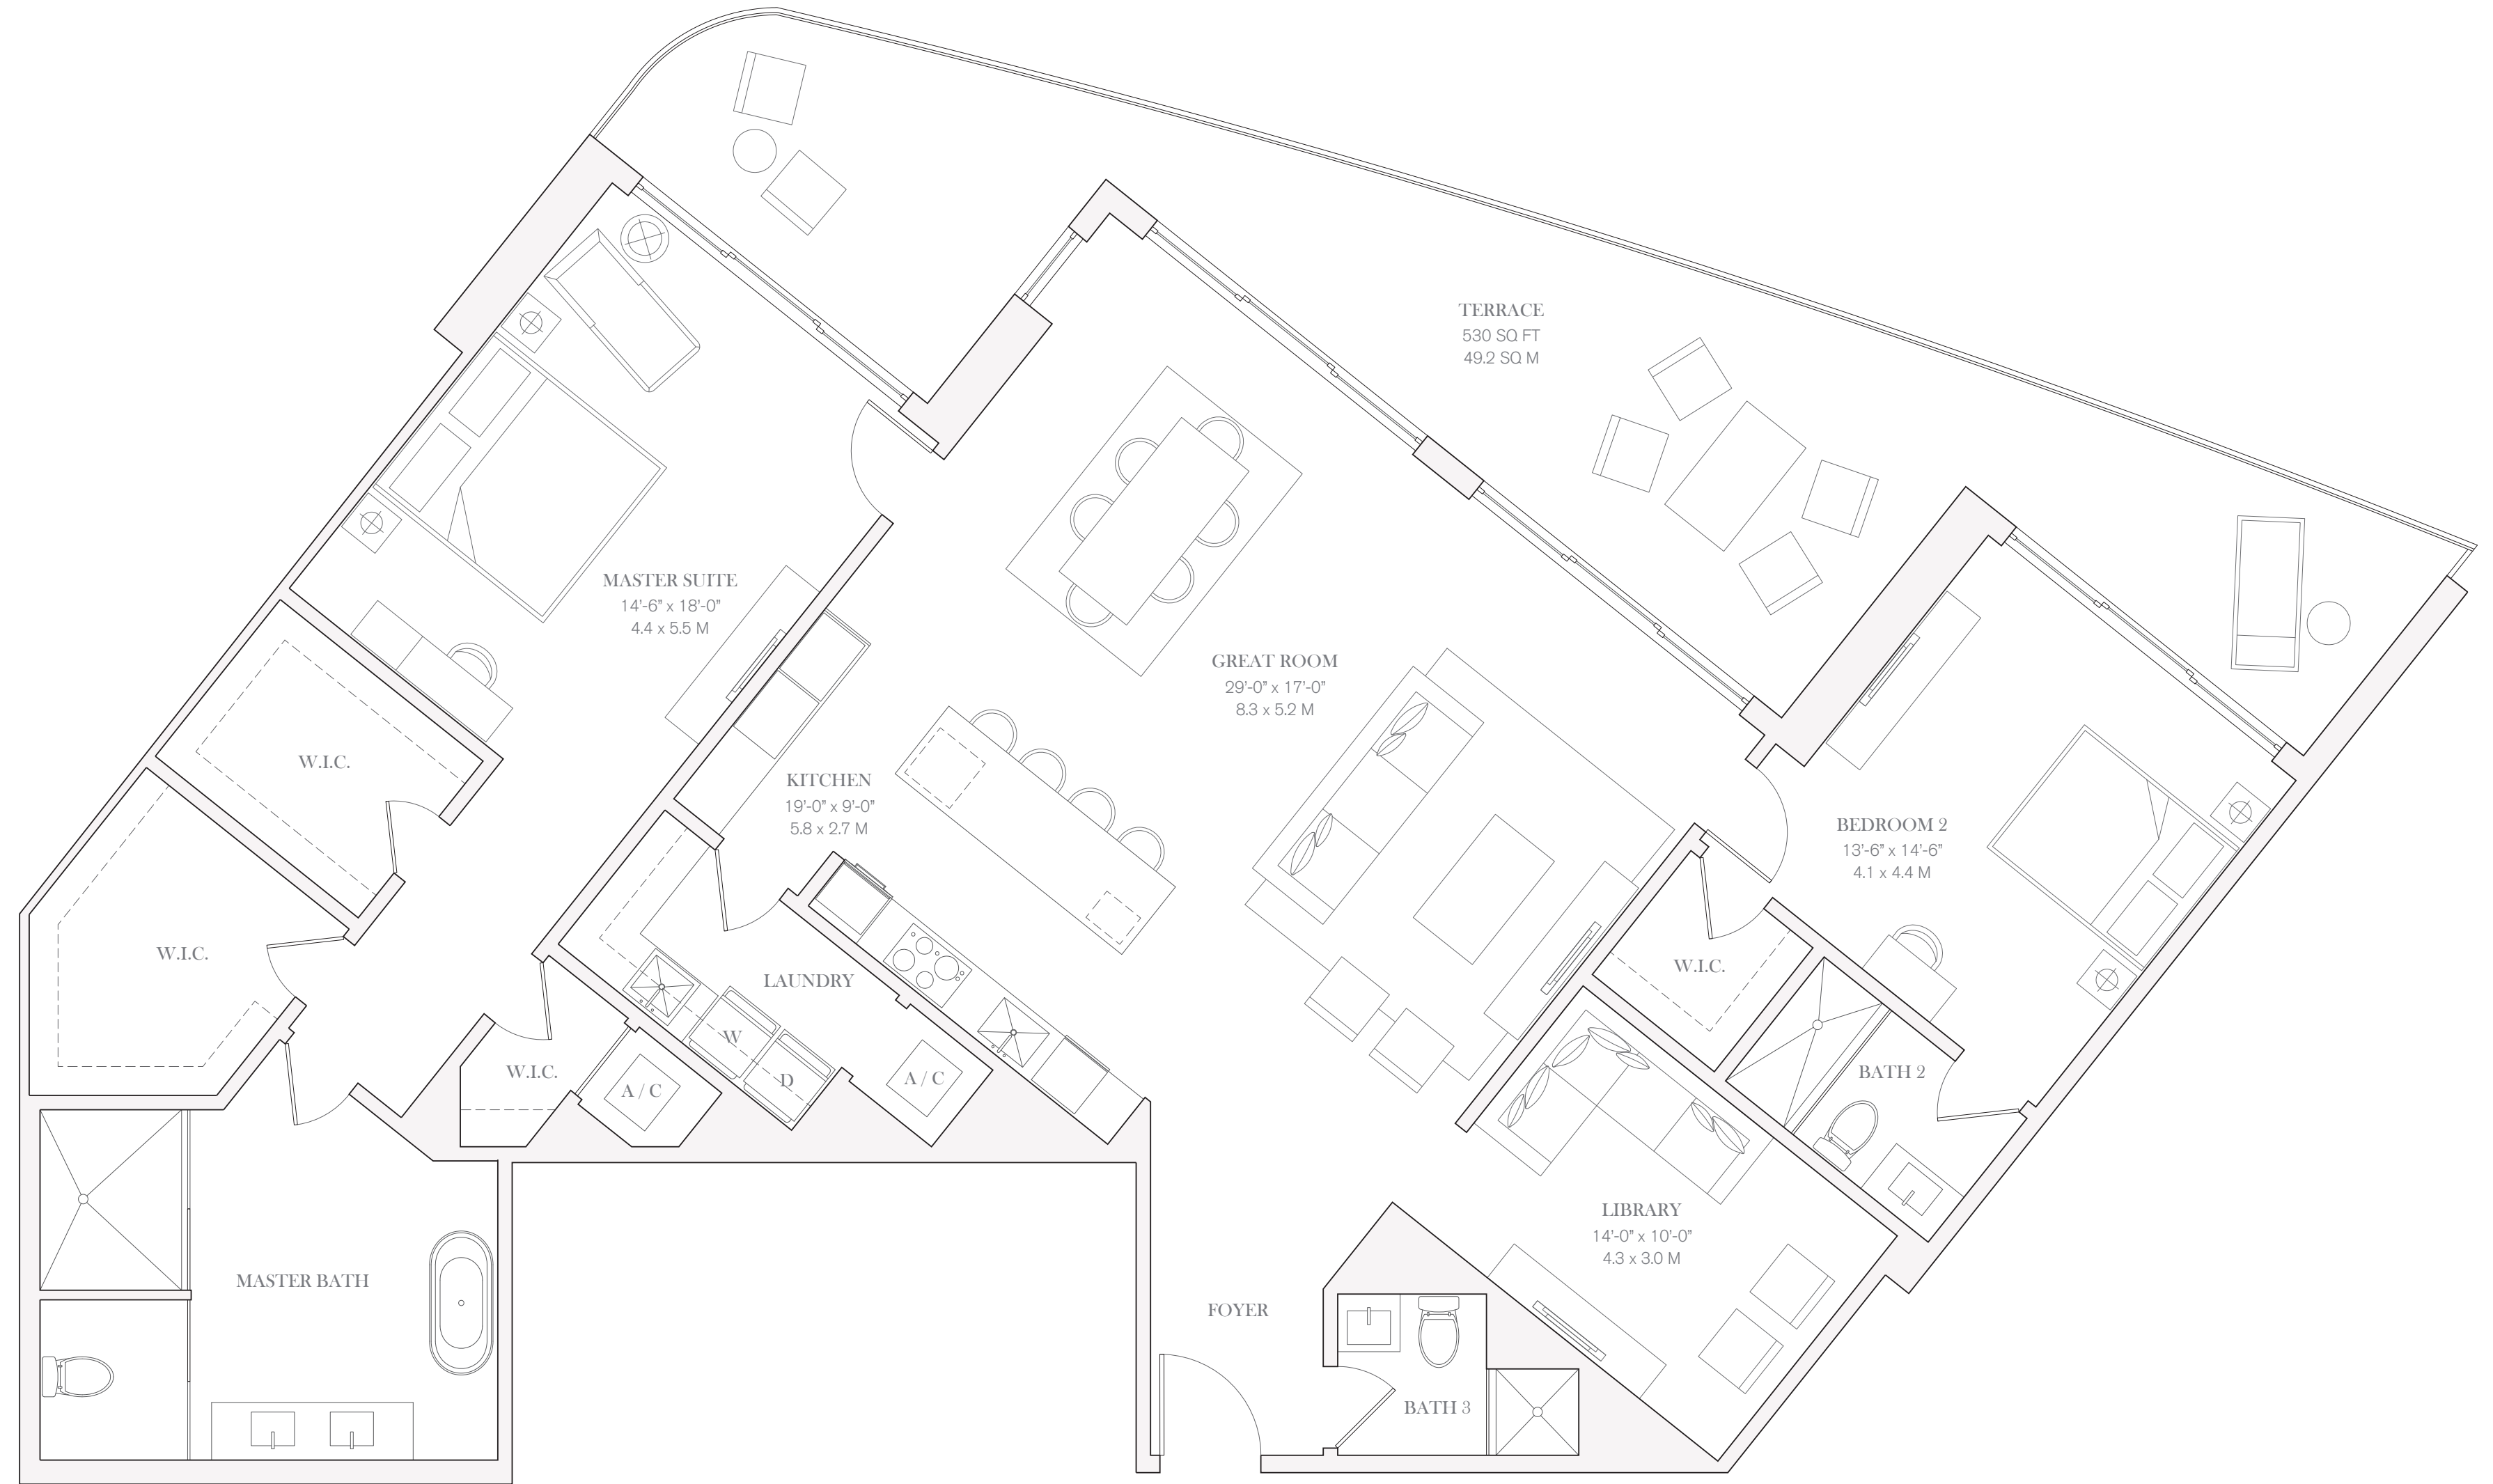 TERRACE
530 SQ FT
49.2 SQ M
MASTER SUITE
14'-6" x 18'-0"
4.4 x 5.5 M
GREAT ROOM
29'-0" x 17'-0"
8.3 x 5.2 M
W.I.C.
KITCHEN
19'-0" x 9'-0"
5.8 x 2.7 M
BEDROOM 2
13'-6" x 14'-6"
4.1 x 4.4 M
W.I.C.
LAUNDRY
W.I.C.
W
D
W.I.C.
A / C
A / C
BATH 2
LIBRARY
14'-0" x 10'-0"
4.3 x 3.0 M
MASTER BATH
FOYER
BATH 3